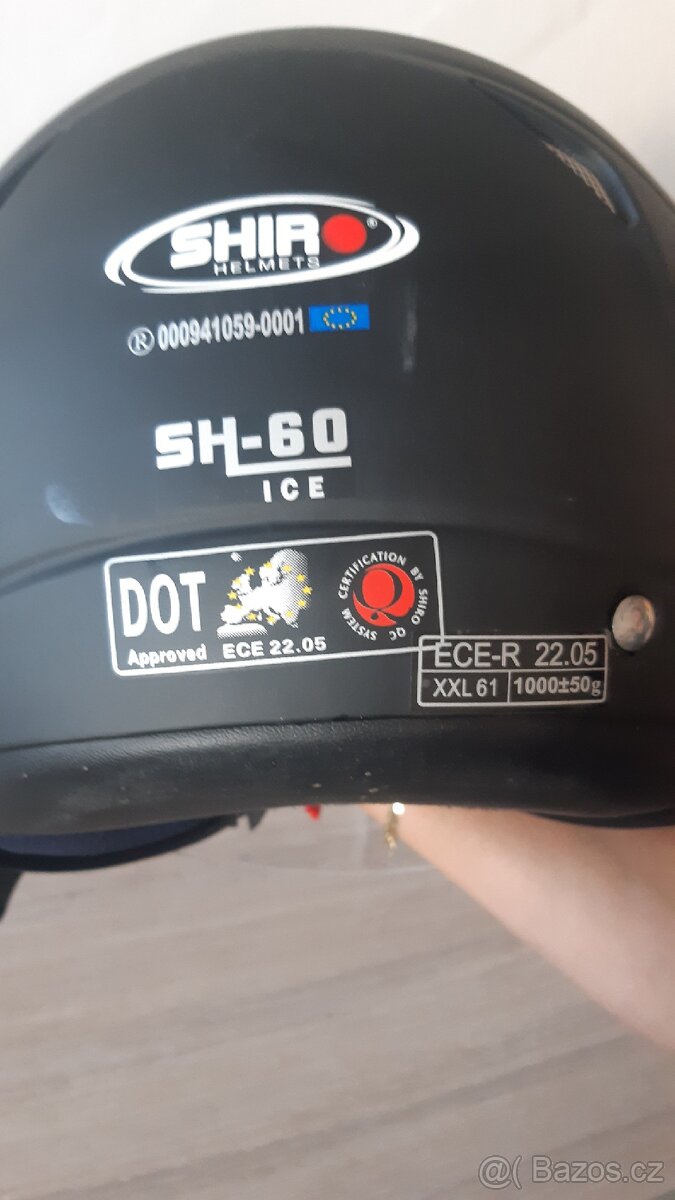 SHIRO®
HELMETS
® 000941059-0001
SH-60
ICE
DOT
Approved ECE 22.05
CERTIFICATION BY SHIRO QC SYSTEM
ECE-R 22.05
XXL 61 1000±50g
@( Bazos.cz